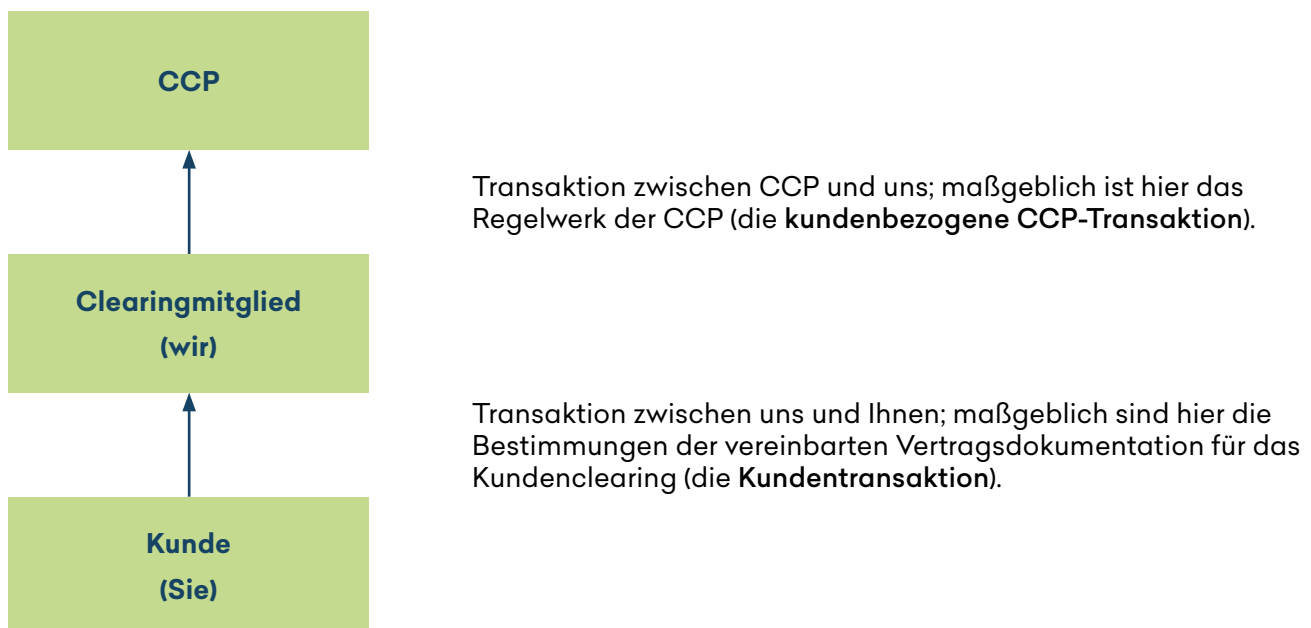 CCP
Transaktion zwischen CCP und uns; maßgeblich ist hier das
Regelwerk der CCP (die kundenbezogene CCP-Transaktion).
Clearingmitglied
(wir)
Transaktion zwischen uns und Ihnen; maßgeblich sind hier die
Bestimmungen der vereinbarten Vertragsdokumentation für das
Kundenclearing (die Kundentransaktion).
Kunde
(Sie)